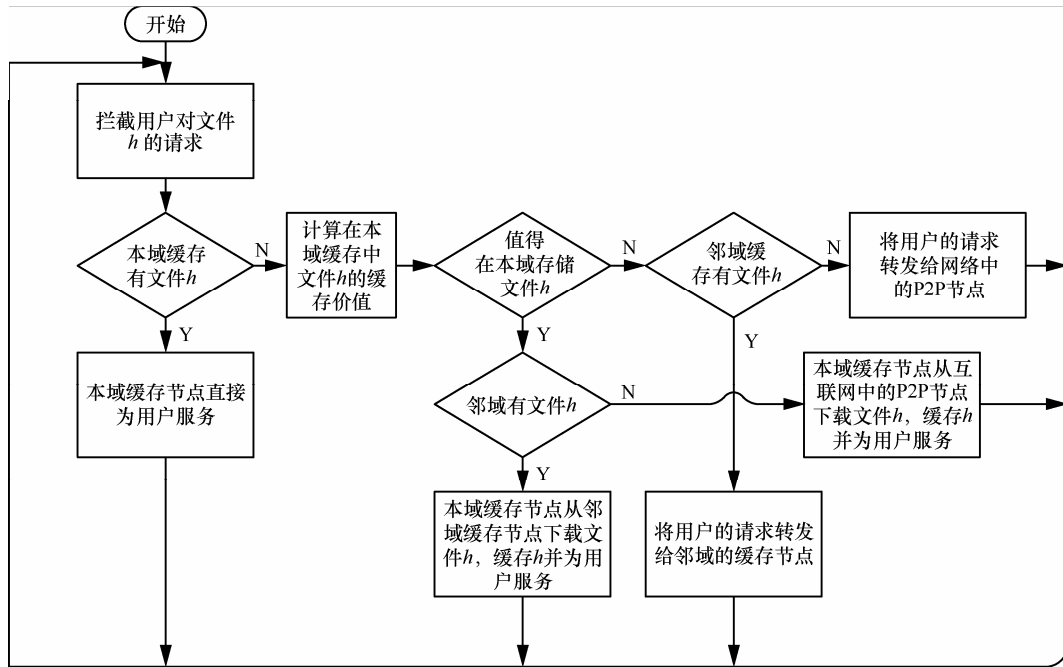 开始
拦截用户对文件
h 的请求
本域缓存
有文件h
N
Y
计算在本
域缓存中
文件h的缓
存价值
值得
在本域存储
文件h
N
Y
邻域缓
存有文件h
N
Y
将用户的请求
转发给网络中
的P2P节点
本域缓存节点直接
为用户服务
邻域有文件h
N
Y
本域缓存节点从互
联网中的P2P节点
下载文件h，缓存h
并为用户服务
本域缓存节点从邻
域缓存节点下载文
件h，缓存h并为用
户服务
将用户的请求转发
给邻域的缓存节点